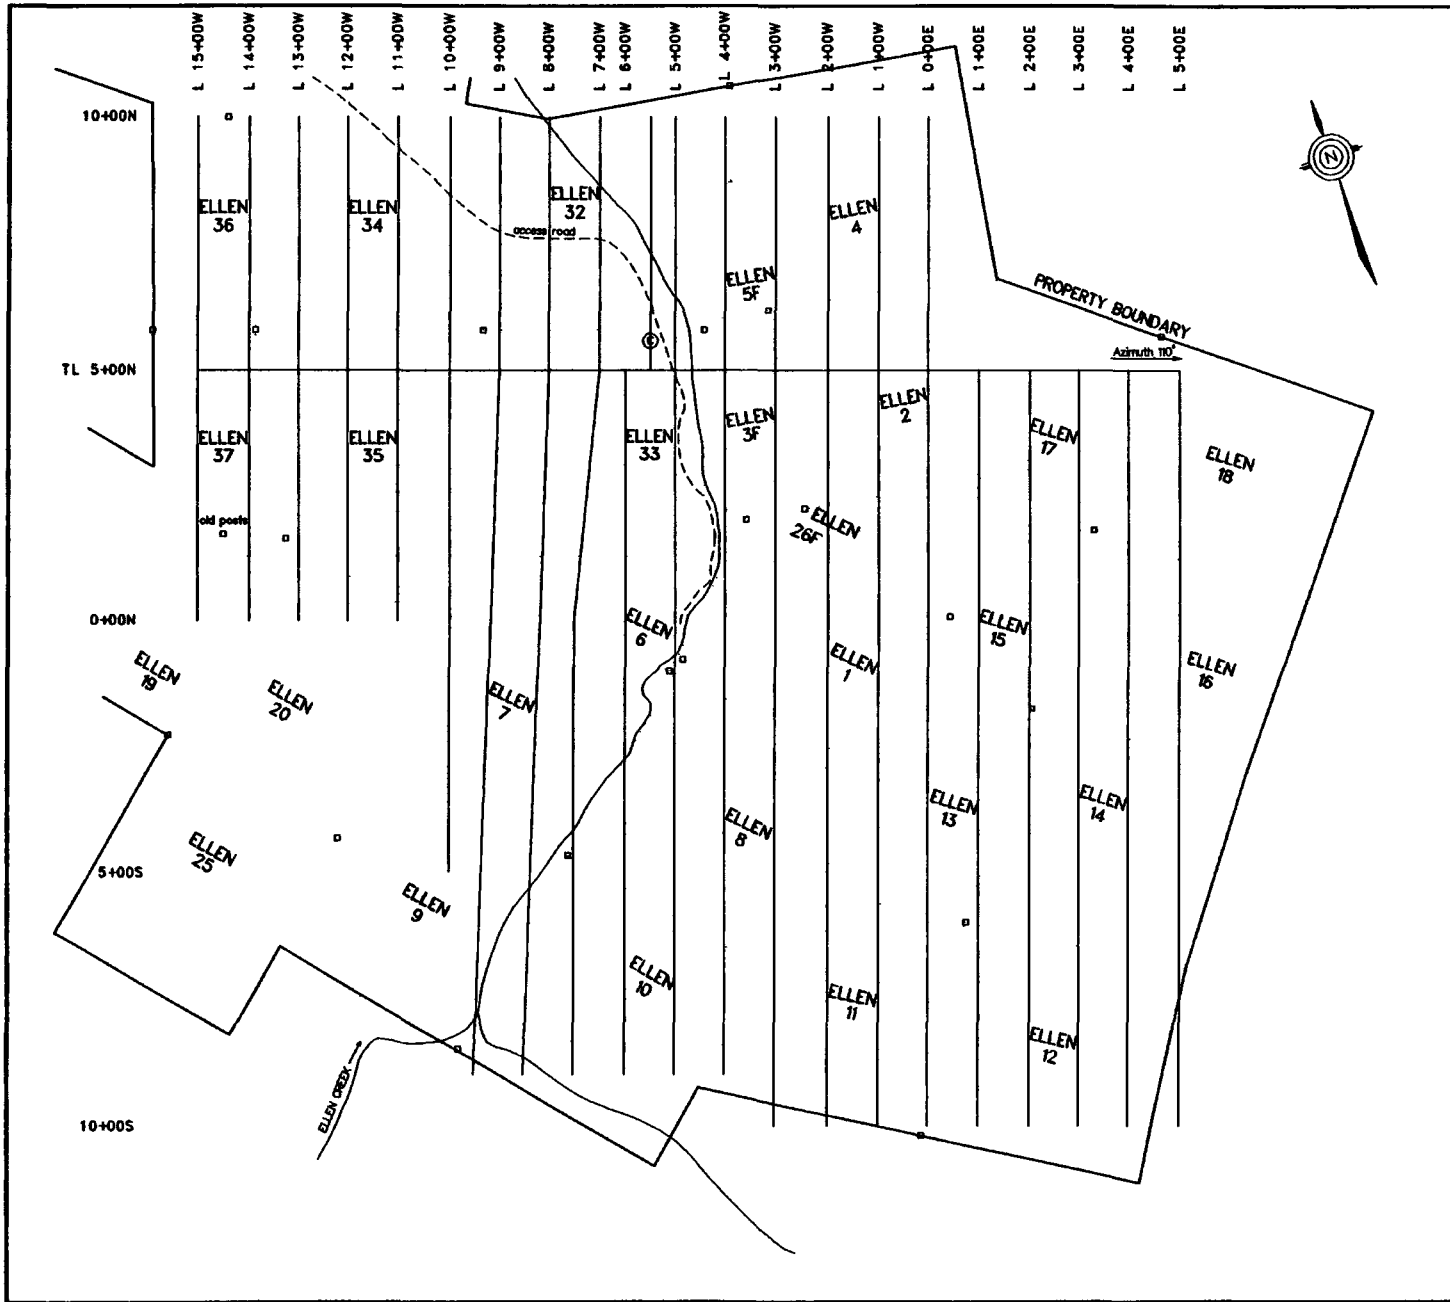 L 15+00W
L 14+00W
L 13+00W
L 12+00W
L 11+00W
L 10+00W
L 9+00W
L 8+00W
L 7+00W
L 6+00W
L 5+00W
L 4+00W
L 3+00W
L 2+00W
L 1+00W
L 0+00E
L 1+00E
L 2+00E
L 3+00E
L 4+00E
L 5+00E
10+00N
N
ELLEN
36
ELLEN
34
ELLEN
32
access road
ELLEN
4
ELLEN
5F
PROPERTY BOUNDARY
Azimuth 110°
TL 5+00N
ELLEN
37
ELLEN
35
ELLEN
33
ELLEN
3F
ELLEN
2
ELLEN
17
ELLEN
18
old posts
ELLEN
26F
0+00N
ELLEN
6
ELLEN
15
ELLEN
19
ELLEN
20
ELLEN
7
ELLEN
1
ELLEN
16
ELLEN
8
ELLEN
13
ELLEN
14
ELLEN
25
5+00S
ELLEN
9
ELLEN
10
ELLEN
11
ELLEN
12
ELLEN CREEK
10+00S